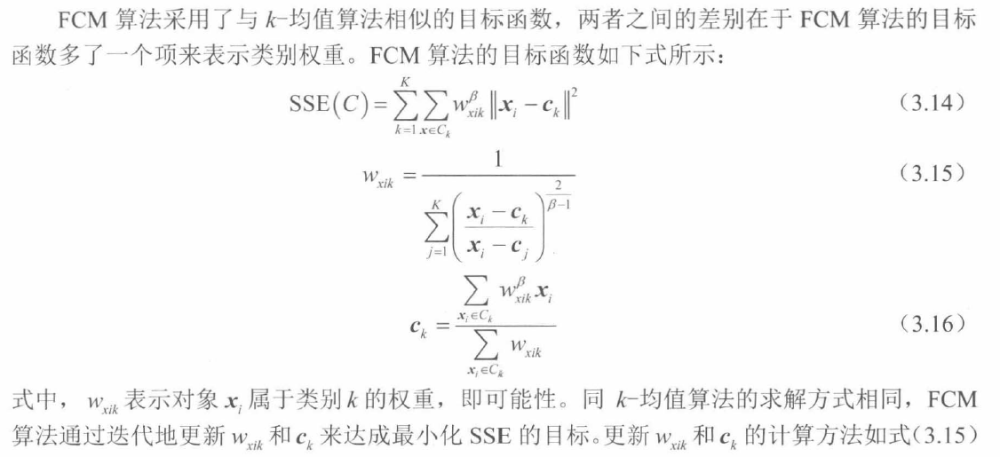 FCM 算法采用了与 k-均值算法相似的目标函数，两者之间的差别在于 FCM 算法的目标
函数多了一个项来表示类别权重。FCM 算法的目标函数如下式所示：
$$\mathrm{SSE}(C)=\sum_{k=1}^{K}\sum_{\boldsymbol{x}\in C_k}w_{xik}^{\beta}\left\|\boldsymbol{x}_i-\boldsymbol{c}_k\right\|^2$$ （3.14）
$$w_{xik}=\frac{1}{\sum_{j=1}^{K}\left(\frac{\boldsymbol{x}_i-\boldsymbol{c}_k}{\boldsymbol{x}_i-\boldsymbol{c}_j}\right)^{\frac{2}{\beta-1}}}$$ （3.15）
$$\boldsymbol{c}_k=\frac{\sum_{\boldsymbol{x}_i\in C_k}w_{xik}^{\beta}\boldsymbol{x}_i}{\sum_{\boldsymbol{x}_i\in C_k}w_{xik}}$$ （3.16）
式中，$w_{xik}$ 表示对象 $\boldsymbol{x}_i$ 属于类别 k 的权重，即可能性。同 k-均值算法的求解方式相同，FCM
算法通过迭代地更新 $w_{xik}$ 和 $\boldsymbol{c}_k$ 来达成最小化 SSE 的目标。更新 $w_{xik}$ 和 $\boldsymbol{c}_k$ 的计算方法如式(3.15)